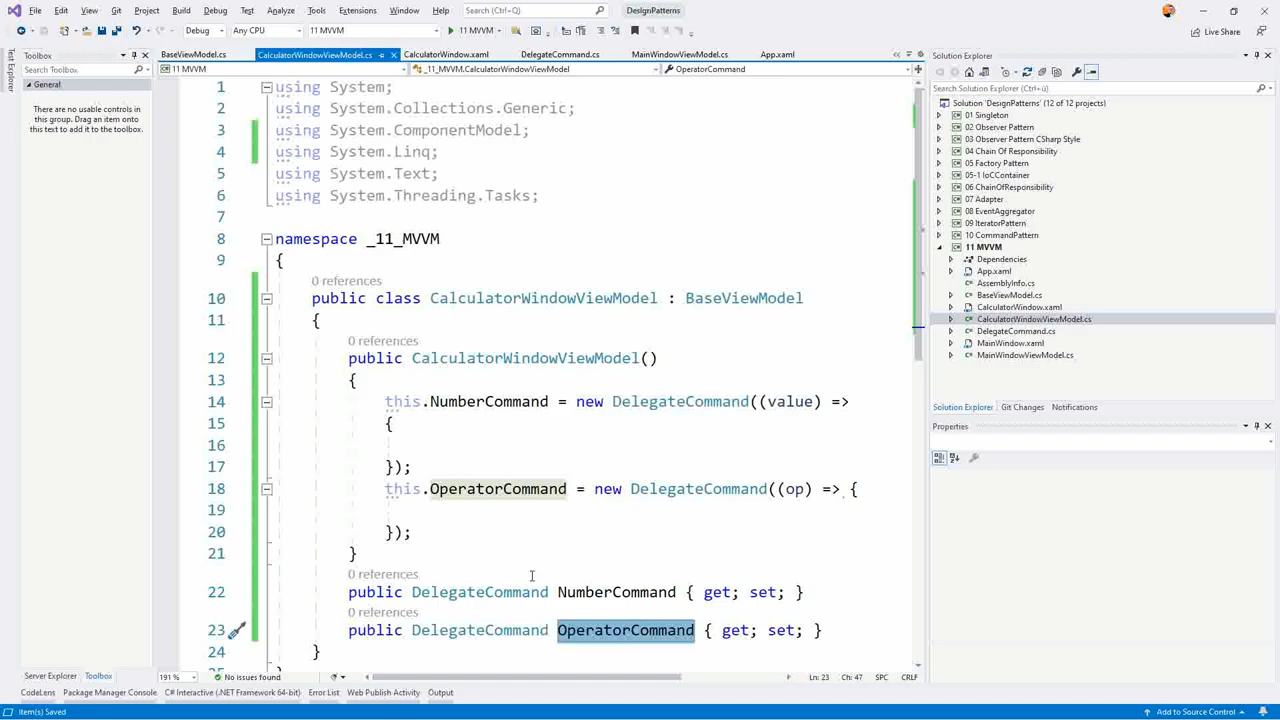 File Edit View Git Project Build Debug Test Analyze Tools Extensions Window Help Search (Ctrl+Q) DesignPatterns
Debug Any CPU 11 MVVM 11 MVVM Live Share
Toolbox
Search Toolbox
General
There are no usable controls in
this group. Drag an item onto
this text to add it to the toolbox.
Test Explorer
BaseViewModel.cs CalculatorWindowViewModel.cs CalculatorWindow.xaml DelegateCommand.cs MainWindowViewModel.cs App.xaml
11 MVVM _11_MVVM.CalculatorWindowViewModel OperatorCommand
1 using System;
2 using System.Collections.Generic;
3 using System.ComponentModel;
4 using System.Linq;
5 using System.Text;
6 using System.Threading.Tasks;
7
8 namespace _11_MVVM
9 {
0 references
10 public class CalculatorWindowViewModel : BaseViewModel
11 {
0 references
12 public CalculatorWindowViewModel()
13 {
14 this.NumberCommand = new DelegateCommand((value) =>
15 {
16
17 });
18 this.OperatorCommand = new DelegateCommand((op) => {
19
20 });
21 }
0 references
22 public DelegateCommand NumberCommand { get; set; }
0 references
23 public DelegateCommand OperatorCommand { get; set; }
24 }
25 }
191 % No issues found Ln: 23 Ch: 47 SPC CRLF
Solution Explorer
Search Solution Explorer (Ctrl+ü)
Solution 'DesignPatterns' (12 of 12 projects)
01 Singleton
02 Observer Pattern
03 Observer Pattern CSharp Style
04 Chain Of Responsibility
05 Factory Pattern
05-1 IoCContainer
06 ChainOfResponsibility
07 Adapter
08 EventAggregator
09 IteratorPattern
10 CommandPattern
11 MVVM
Dependencies
App.xaml
AssemblyInfo.cs
BaseViewModel.cs
CalculatorWindow.xaml
CalculatorWindowViewModel.cs
DelegateCommand.cs
MainWindow.xaml
MainWindowViewModel.cs
Solution Explorer Git Changes Notifications
Properties
Server Explorer Toolbox
CodeLens Package Manager Console C# Interactive (.NET Framework 64-bit) Error List Web Publish Activity Output
Item(s) Saved Add to Source Control